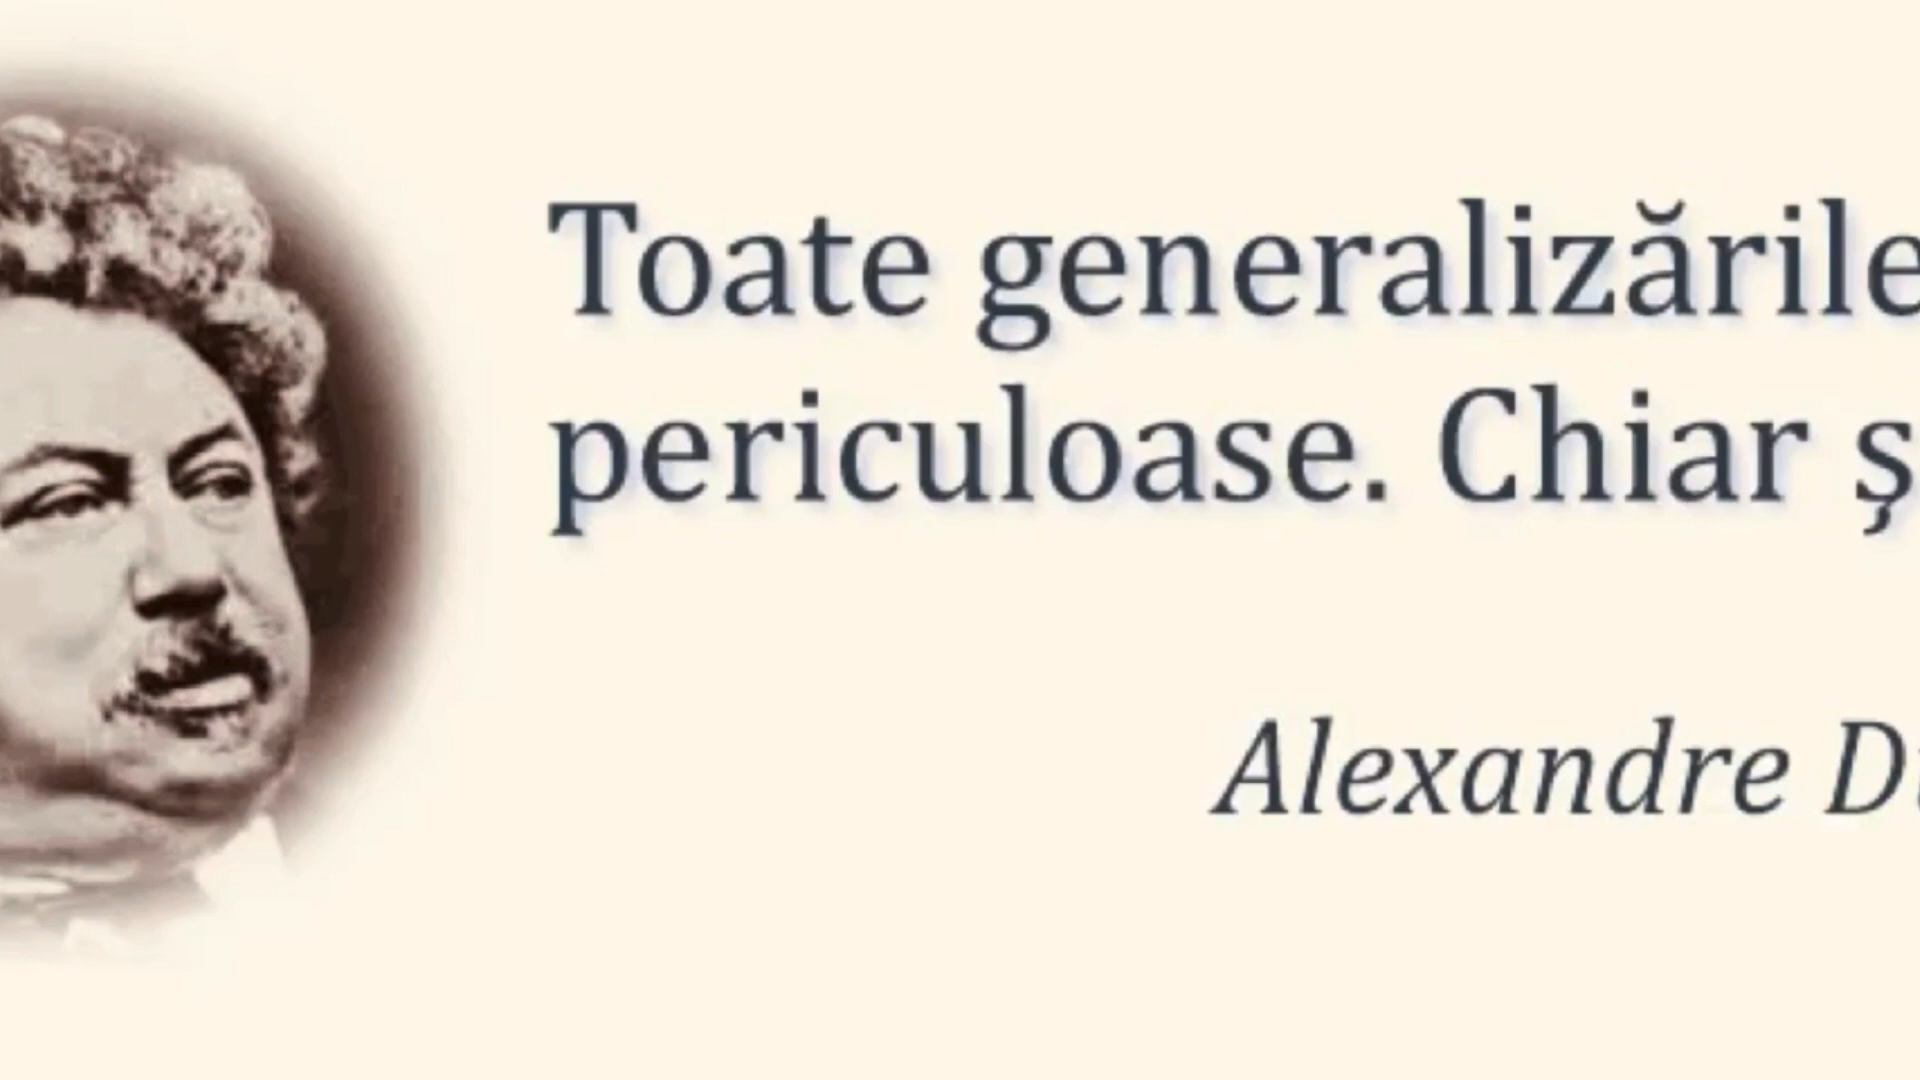 Toate generalizările
periculoase. Chiar ș
Alexandre D